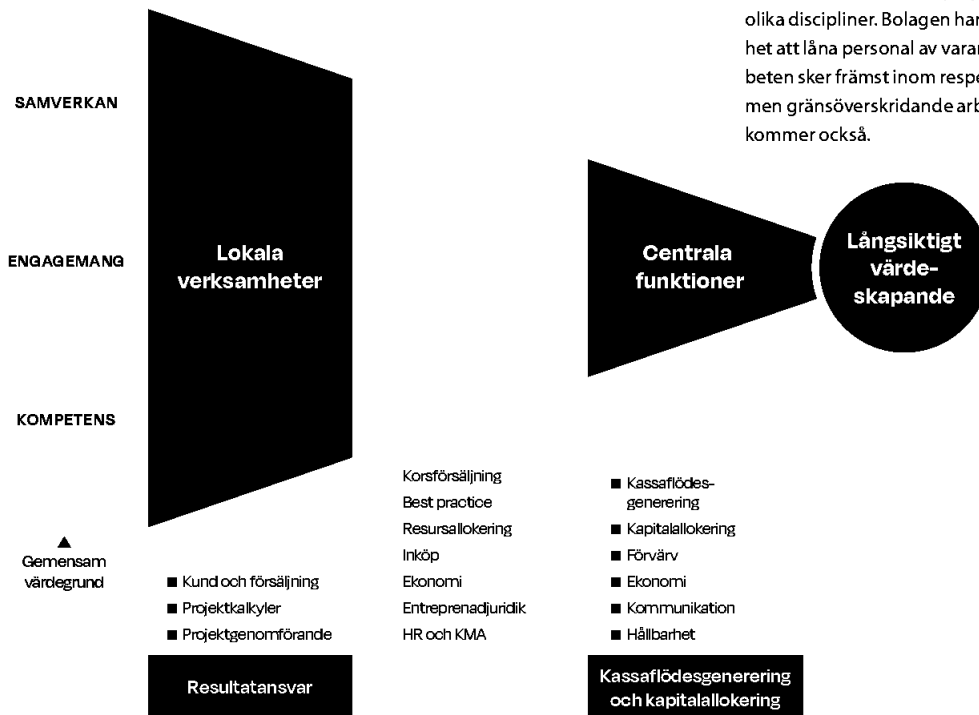 olika discipliner. Bolagen har
het att låna personal av varan
beten sker främst inom respe
men gränsöverskridande arb
kommer också.
SAMVERKAN
ENGAGEMANG
KOMPETENS
▲
Gemensam
värdegrund
Lokala
verksamheter
■ Kund och försäljning
■ Projektkalkyler
■ Projektgenomförande
Resultatansvar
Korsförsäljning
Best practice
Resursallokering
Inköp
Ekonomi
Entreprenadjuridik
HR och KMA
Centrala
funktioner
■ Kassaflödes-
generering
■ Kapitalallokering
■ Förvärv
■ Ekonomi
■ Kommunikation
■ Hållbarhet
Kassaflödesgenerering
och kapitalallokering
Långsiktigt
värde-
skapande